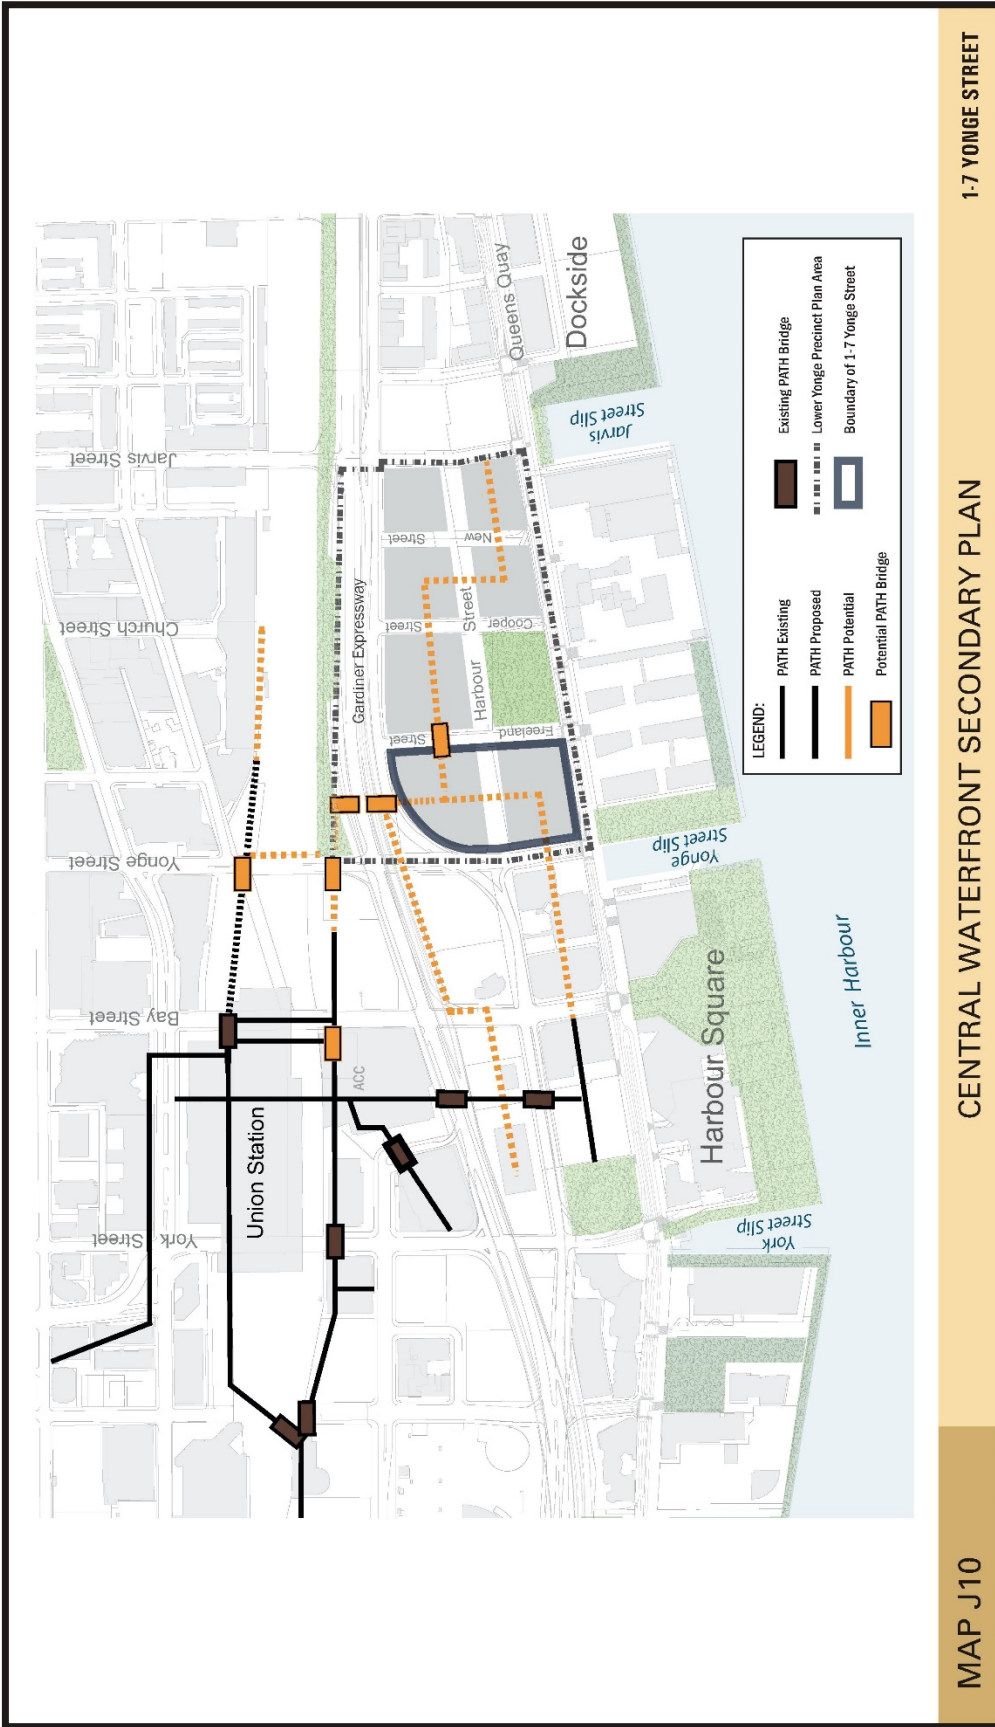 Church Street
Jarvis Street
Yonge Street
Bay Street
York Street
Union Station
ACC
Gardiner Expressway
Street
Street
Street
New
Harbour
Street
Cooper
Freeland
Queens Quay
Dockside
Jarvis
Street Slip
Yonge
Street Slip
York
Street Slip
Harbour Square
Inner Harbour
LEGEND:
PATH Existing
PATH Proposed
PATH Potential
Potential PATH Bridge
Existing PATH Bridge
Lower Yonge Precinct Plan Area
Boundary of 1-7 Yonge Street
MAP J10
CENTRAL WATERFRONT SECONDARY PLAN
1-7 YONGE STREET